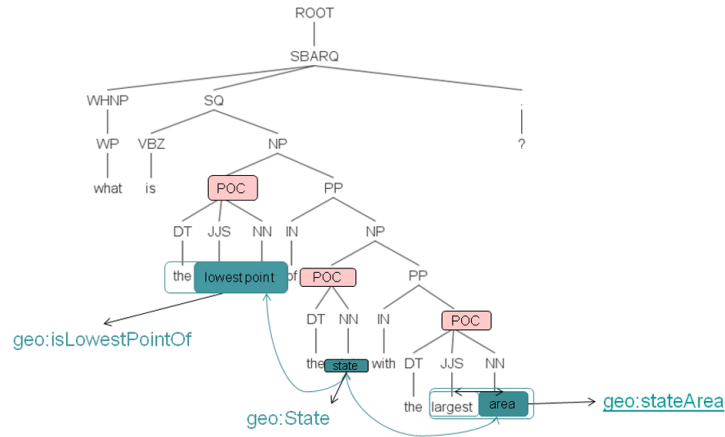 ROOT
SBARQ
WHNP SQ .
WP VBZ NP ?
what is POC PP
DT JJS NN IN NP
the lowest point of POC PP
geo:isLowestPointOf DT NN IN POC
the state with DT JJS NN
geo:State the largest area geo:stateArea